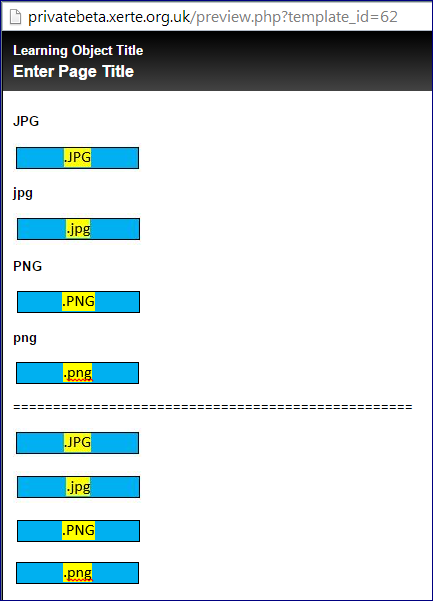 privatebeta.xerte.org.uk/preview.php?template_id=62
Learning Object Title
Enter Page Title
JPG
.JPG
jpg
.jpg
PNG
.PNG
png
.png
==================================================
.JPG
.jpg
.PNG
.png